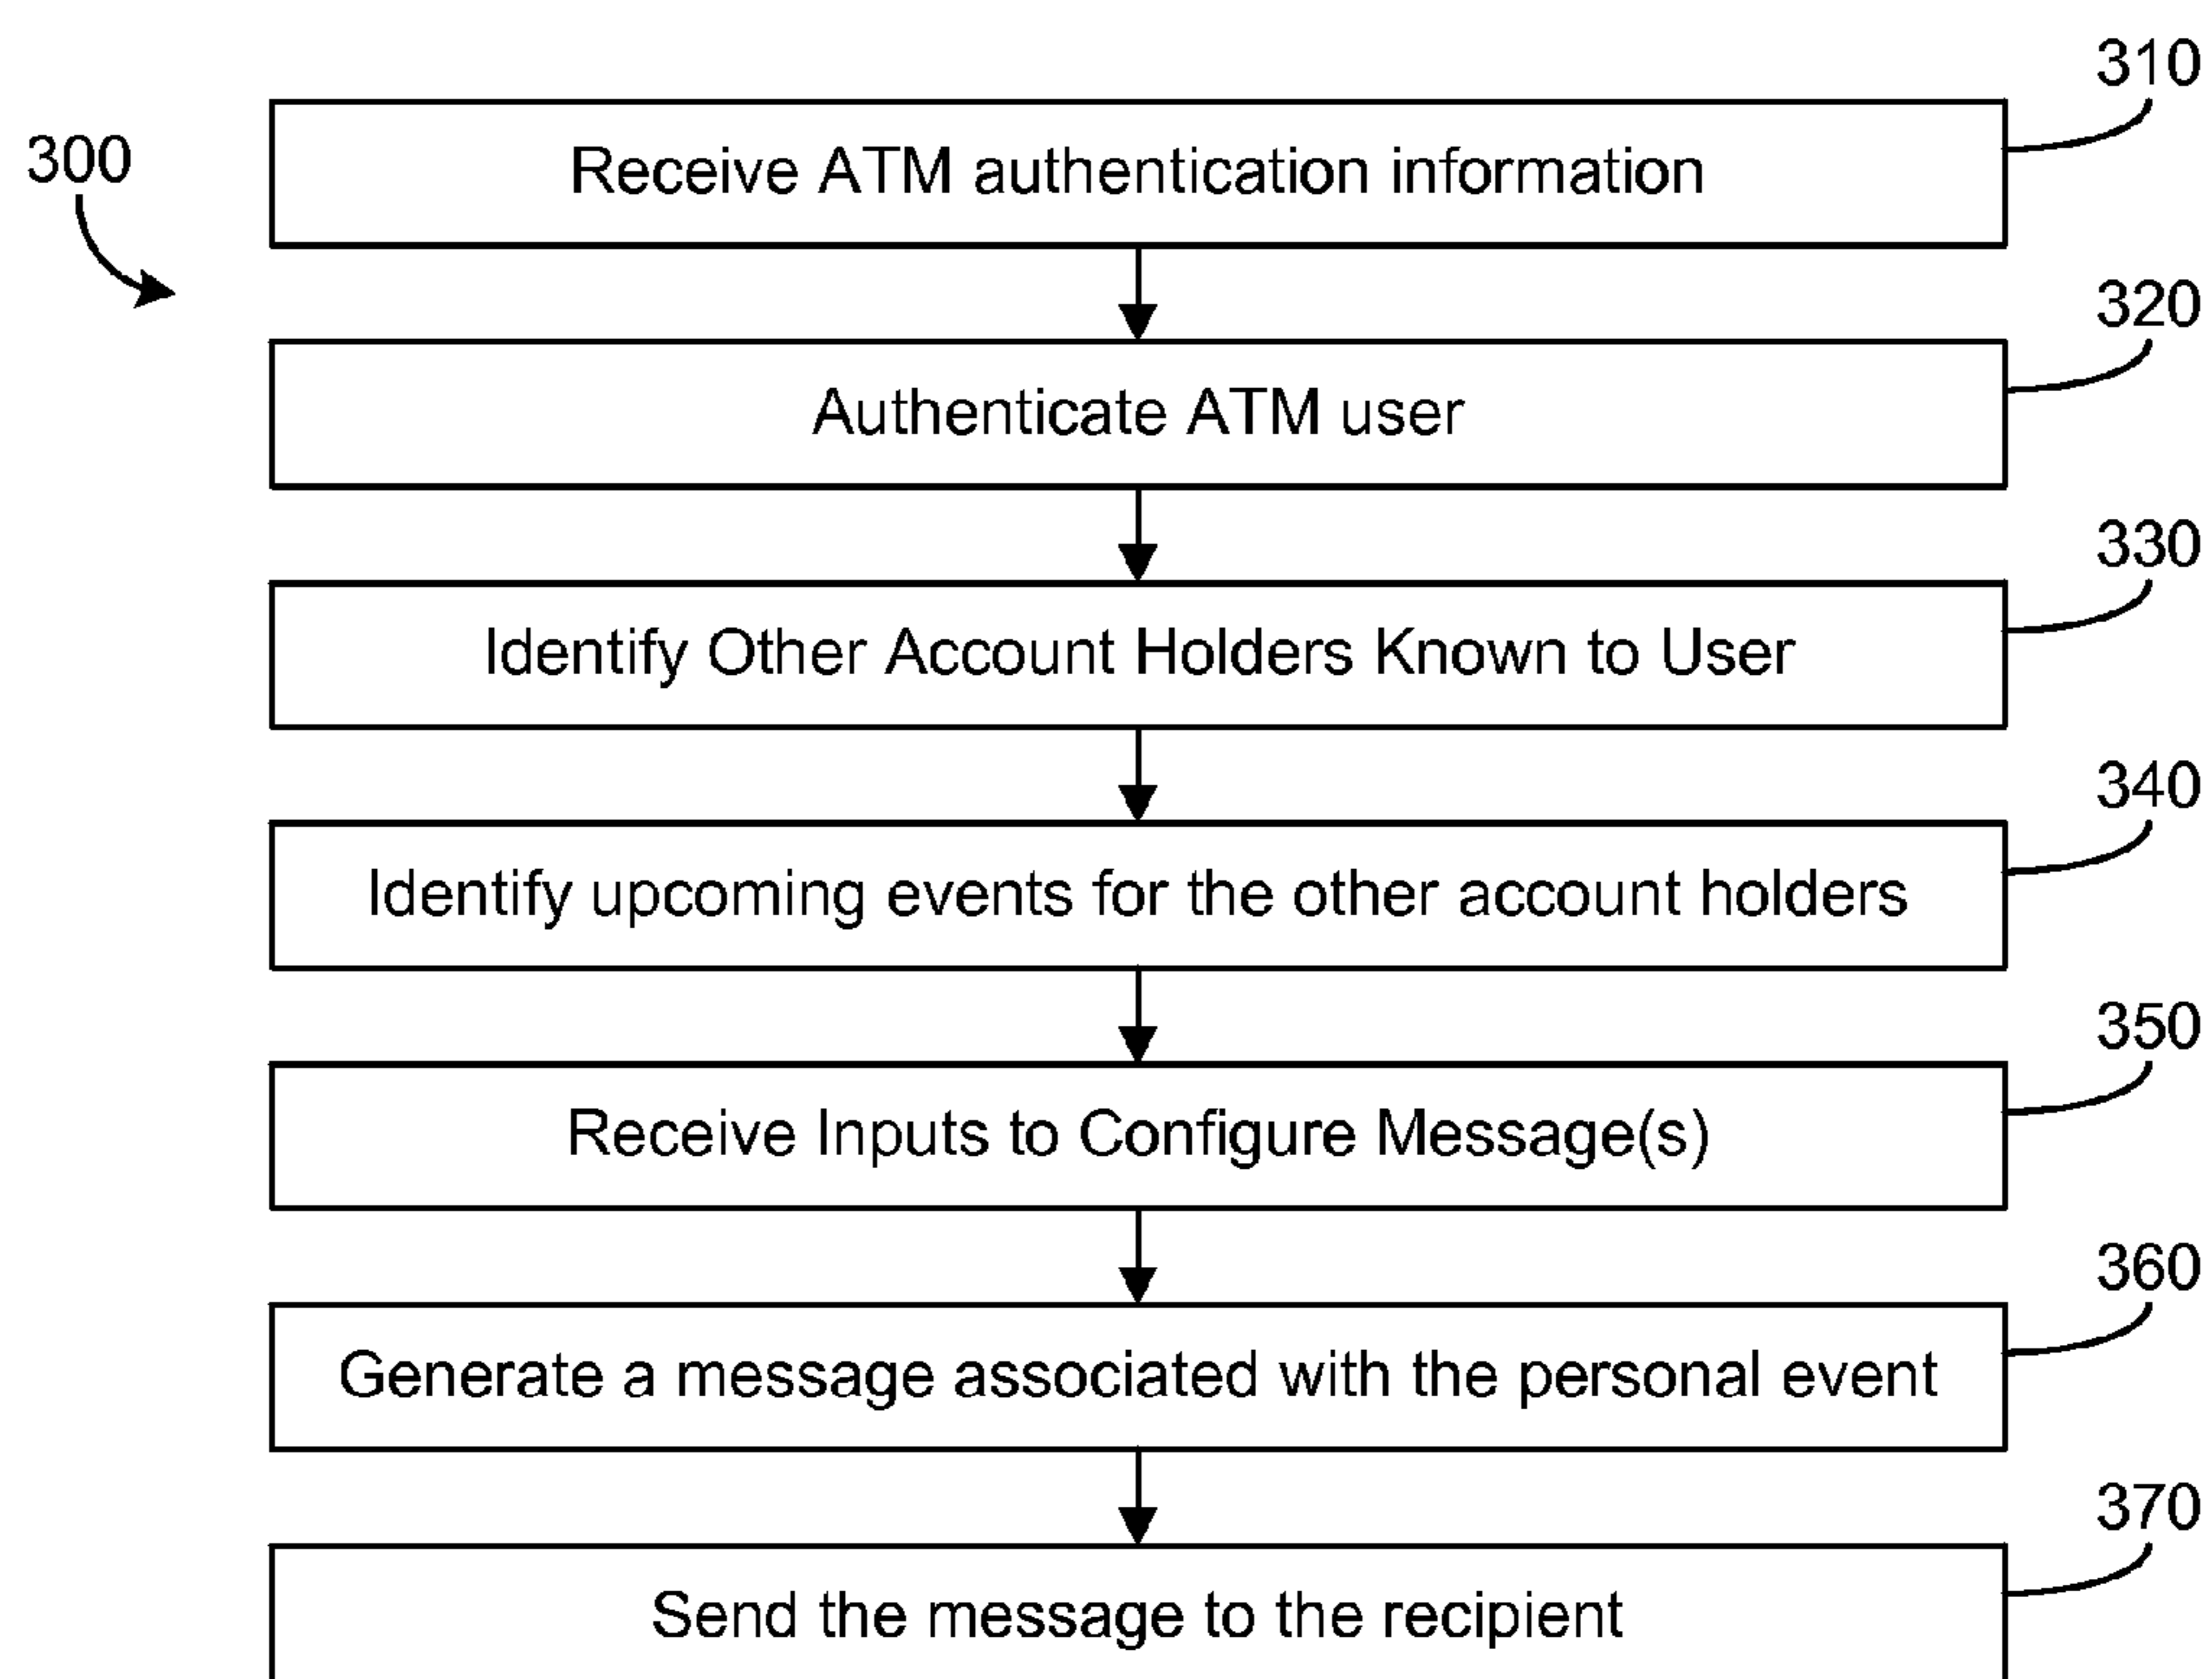 310
300
Receive ATM authentication information
320
Authenticate ATM user
330
Identify Other Account Holders Known to User
340
Identify upcoming events for the other account holders
350
Receive Inputs to Configure Message(s)
360
Generate a message associated with the personal event
370
Send the message to the recipient